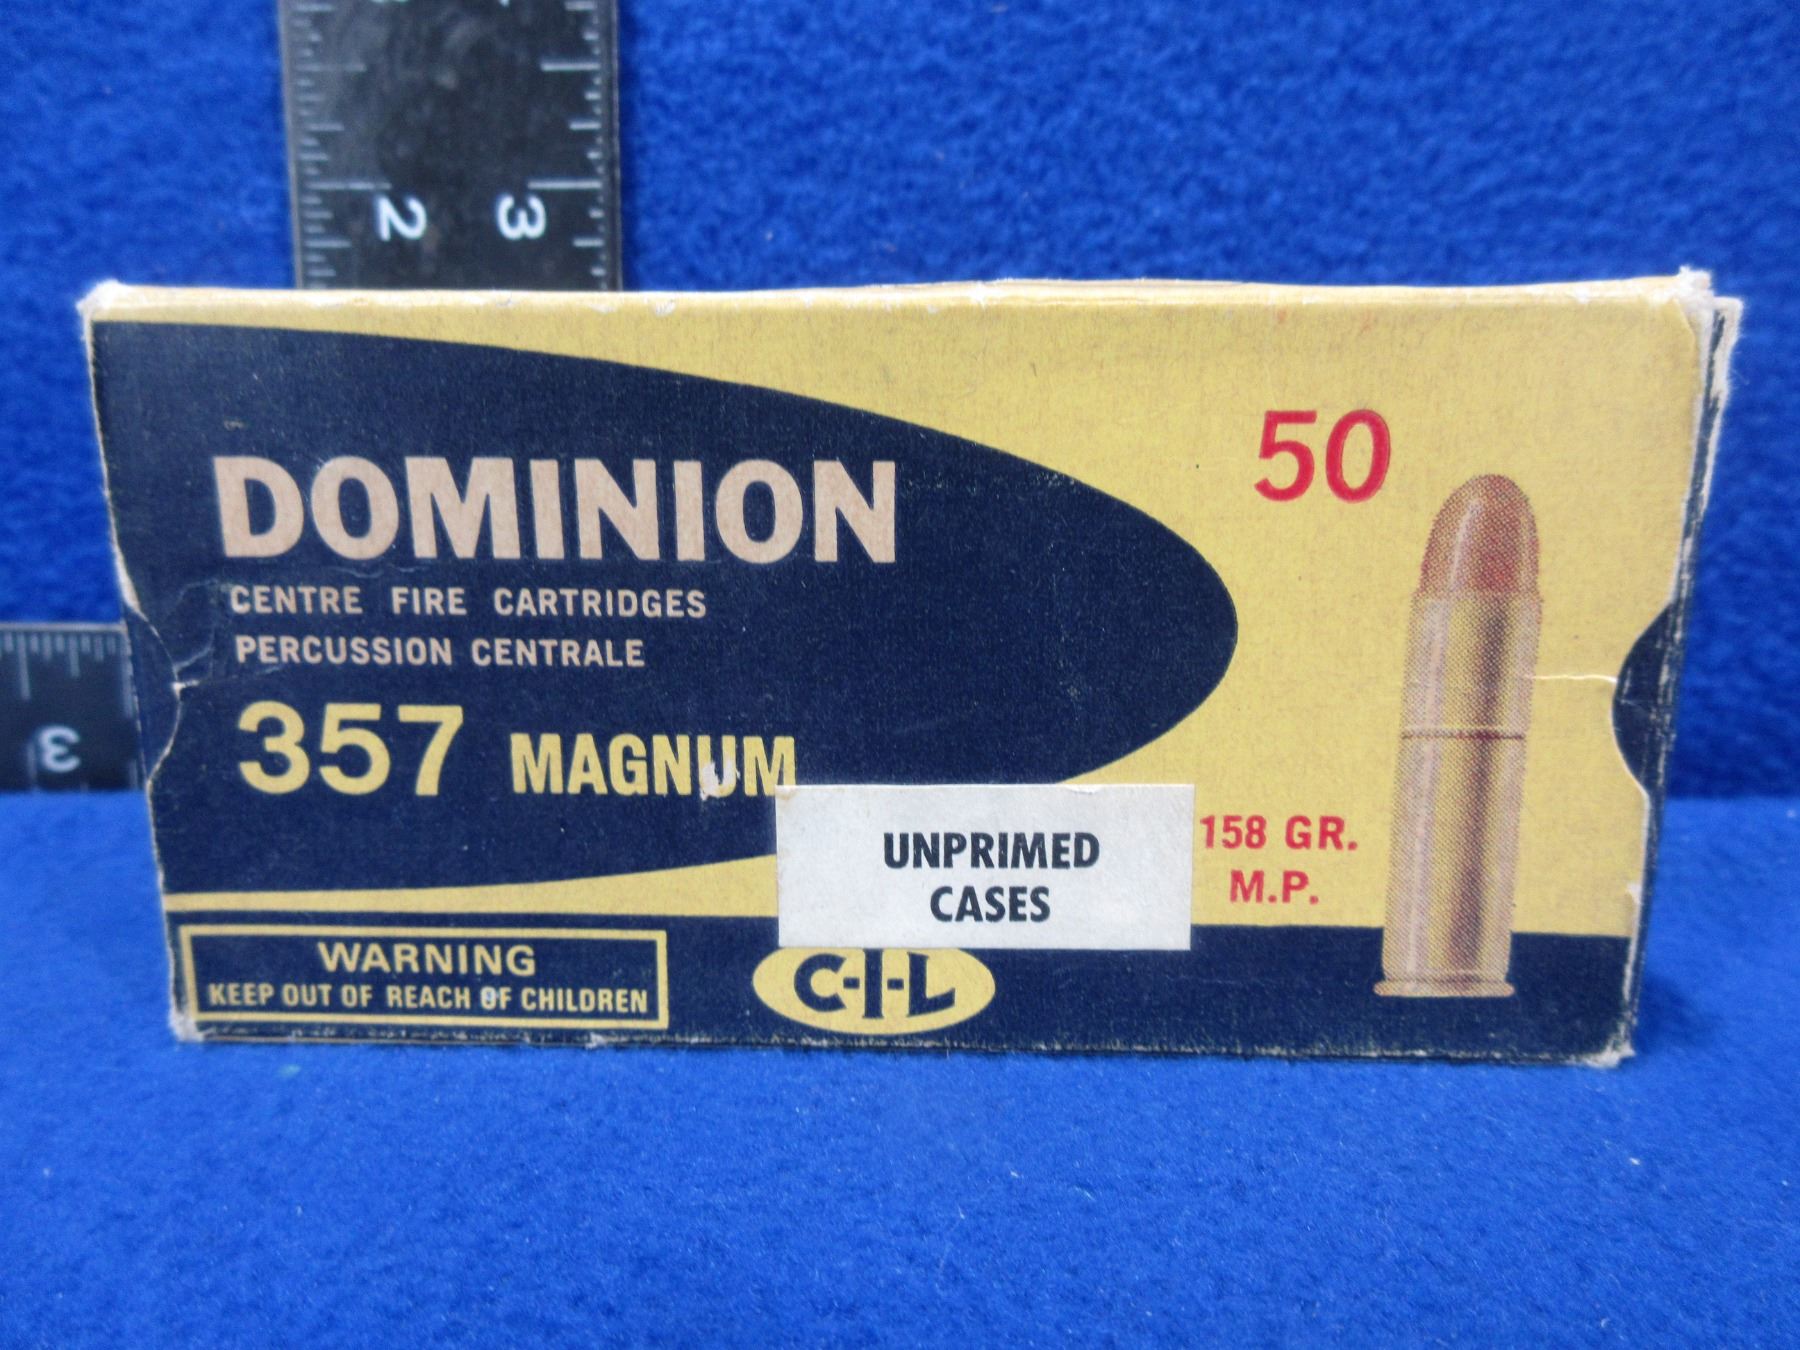 2 3
3
DOMINION
CENTRE FIRE CARTRIDGES
PERCUSSION CENTRALE
357 MAGNUM
50
158 GR.
M.P.
UNPRIMED
CASES
WARNING
KEEP OUT OF REACH OF CHILDREN
C-I-L